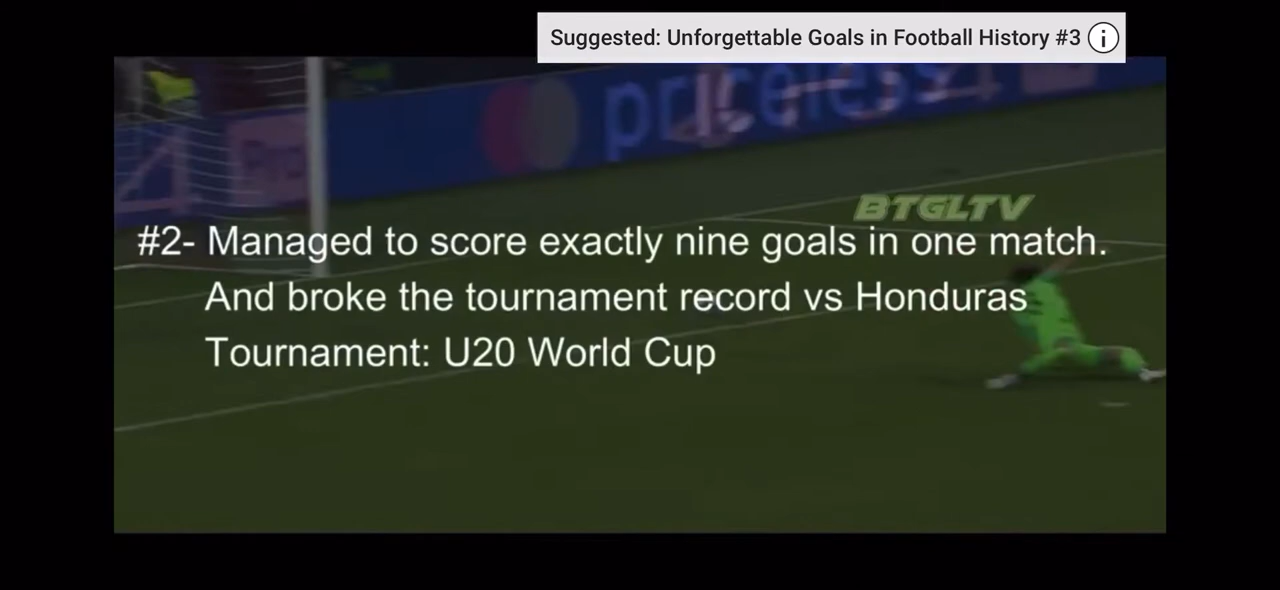 Suggested: Unforgettable Goals in Football History #3
priceless
BTGLTV
#2- Managed to score exactly nine goals in one match.
And broke the tournament record vs Honduras
Tournament: U20 World Cup